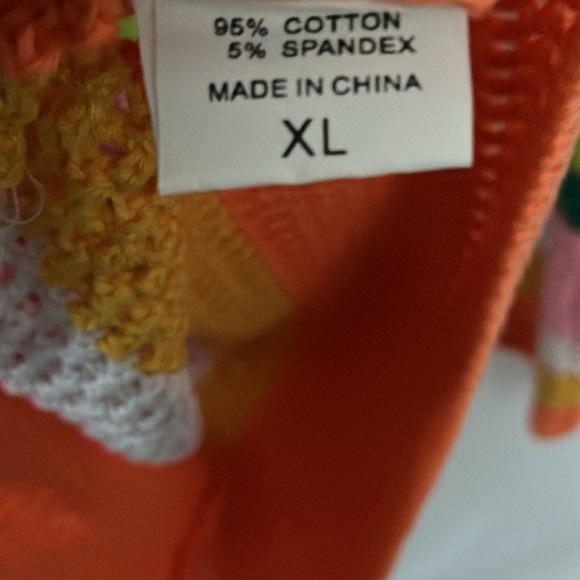 95% COTTON
5% SPANDEX
MADE IN CHINA
XL